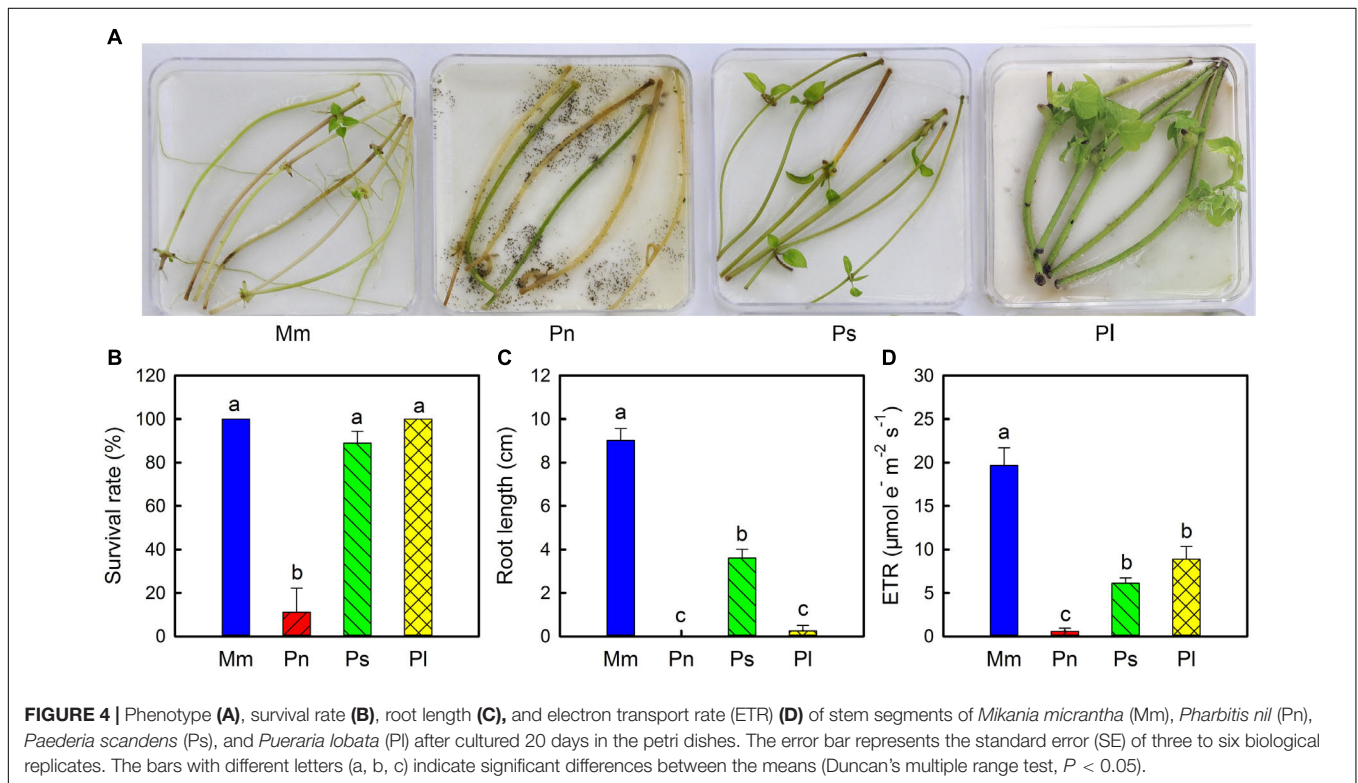 A
Mm Pn Ps Pl
B
120
100
80
60
40
20
0
Survival rate (%)
a b a a
Mm Pn Ps Pl
C
12
10
8
6
4
2
0
Root length (cm)
a c b c
Mm Pn Ps Pl
D
30
25
20
15
10
5
0
ETR (µmol e⁻ m⁻² s⁻¹)
a c b b
Mm Pn Ps Pl
FIGURE 4 | Phenotype (A), survival rate (B), root length (C), and electron transport rate (ETR) (D) of stem segments of Mikania micrantha (Mm), Pharbitis nil (Pn),
Paederia scandens (Ps), and Pueraria lobata (Pl) after cultured 20 days in the petri dishes. The error bar represents the standard error (SE) of three to six biological
replicates. The bars with different letters (a, b, c) indicate significant differences between the means (Duncan's multiple range test, P < 0.05).